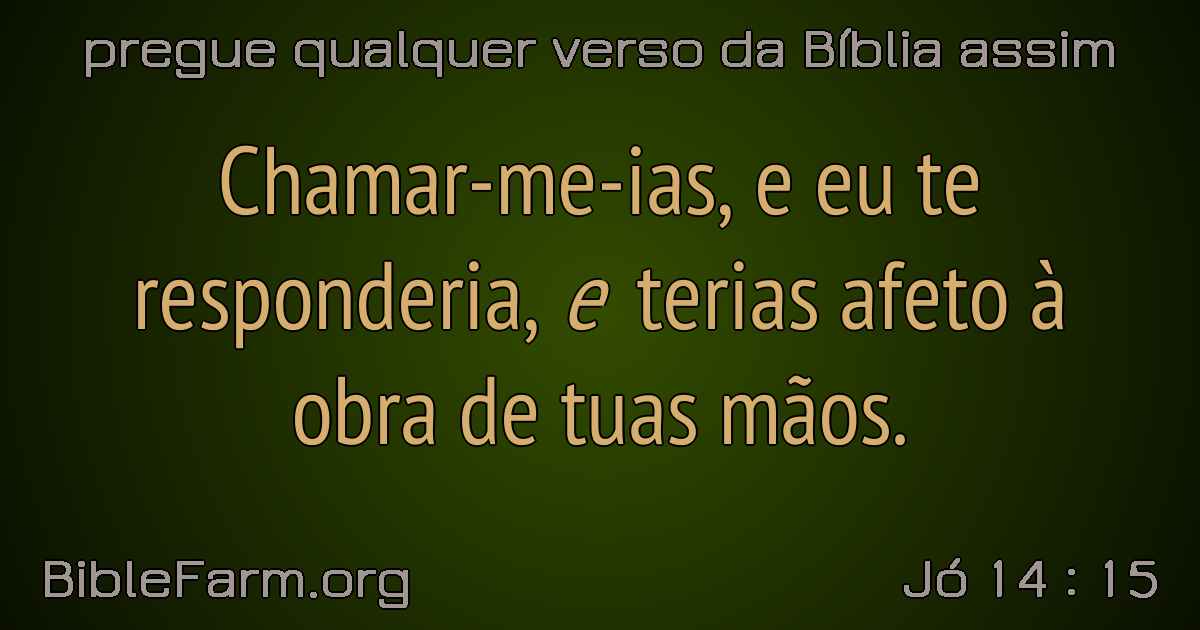 pregue qualquer verso da Bíblia assim
Chamar-me-ias, e eu te
responderia, e terias afeto à
obra de tuas mãos.
BibleFarm.org
Jó 14 : 15